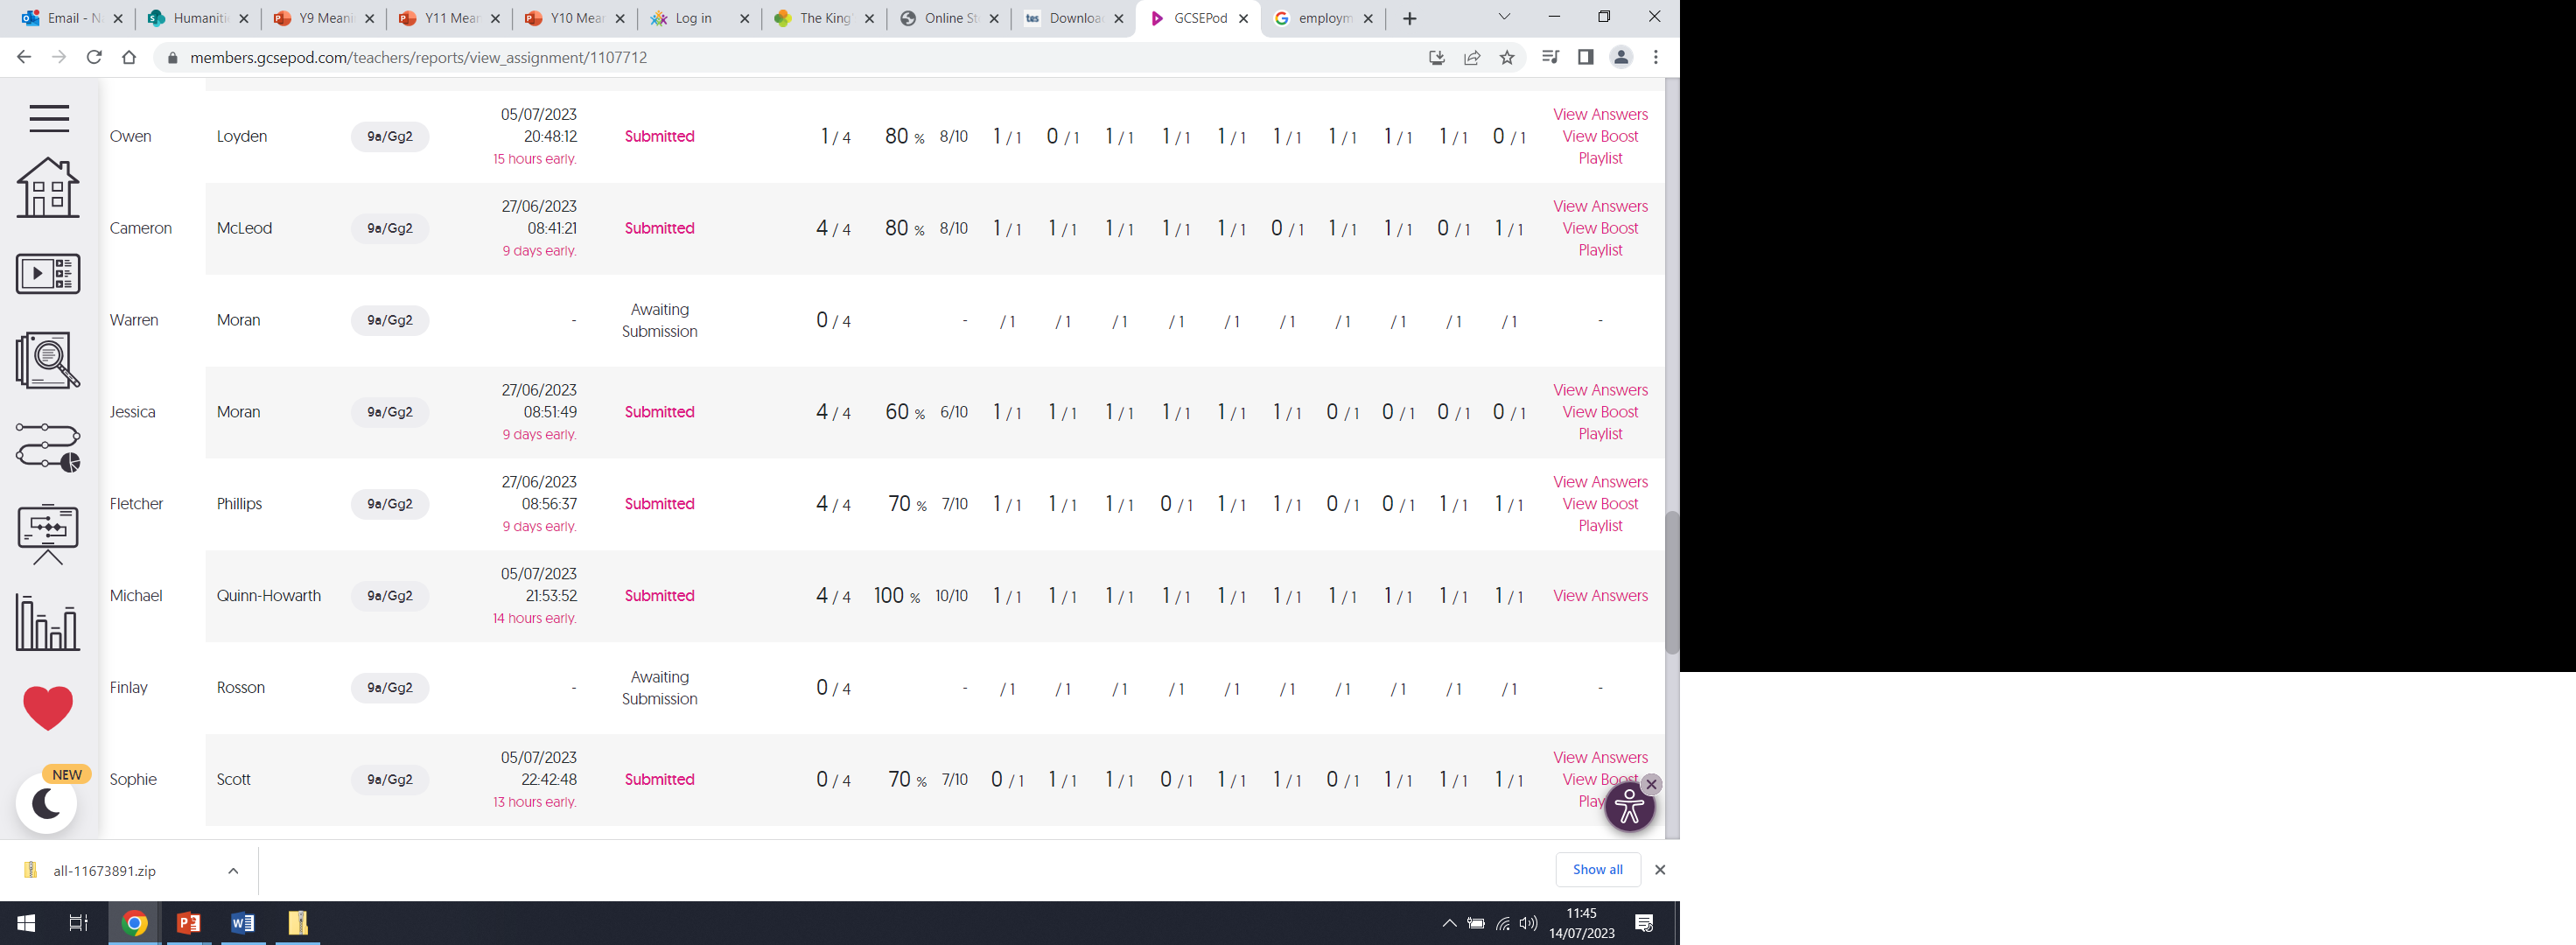 Email - N
Humanitie
Y9 Meani
Y11 Mear
Y10 Mear
Log in
The King'
Online St
tes Downloa
GCSEPod
employm
members.gcsepod.com/teachers/reports/view_assignment/1107712
Owen Loyden 9a/Gg2 05/07/2023 20:48:12 15 hours early. Submitted 1 / 4 80 % 8/10 1 / 1 0 / 1 1 / 1 1 / 1 1 / 1 1 / 1 1 / 1 1 / 1 1 / 1 0 / 1 View Answers View Boost Playlist
Cameron McLeod 9a/Gg2 27/06/2023 08:41:21 9 days early. Submitted 4 / 4 80 % 8/10 1 / 1 1 / 1 1 / 1 1 / 1 1 / 1 0 / 1 1 / 1 1 / 1 0 / 1 1 / 1 View Answers View Boost Playlist
Warren Moran 9a/Gg2 - Awaiting Submission 0 / 4 - / 1 / 1 / 1 / 1 / 1 / 1 / 1 / 1 / 1 / 1 -
Jessica Moran 9a/Gg2 27/06/2023 08:51:49 9 days early. Submitted 4 / 4 60 % 6/10 1 / 1 1 / 1 1 / 1 1 / 1 1 / 1 1 / 1 0 / 1 0 / 1 0 / 1 0 / 1 View Answers View Boost Playlist
Fletcher Phillips 9a/Gg2 27/06/2023 08:56:37 9 days early. Submitted 4 / 4 70 % 7/10 1 / 1 1 / 1 1 / 1 0 / 1 1 / 1 1 / 1 0 / 1 0 / 1 1 / 1 1 / 1 View Answers View Boost Playlist
Michael Quinn-Howarth 9a/Gg2 05/07/2023 21:53:52 14 hours early. Submitted 4 / 4 100 % 10/10 1 / 1 1 / 1 1 / 1 1 / 1 1 / 1 1 / 1 1 / 1 1 / 1 1 / 1 1 / 1 View Answers
Finlay Rosson 9a/Gg2 - Awaiting Submission 0 / 4 - / 1 / 1 / 1 / 1 / 1 / 1 / 1 / 1 / 1 / 1 -
Sophie Scott 9a/Gg2 05/07/2023 22:42:48 13 hours early. Submitted 0 / 4 70 % 7/10 0 / 1 1 / 1 1 / 1 0 / 1 1 / 1 1 / 1 0 / 1 1 / 1 1 / 1 1 / 1 View Answers View Boost Play
NEW
all-11673891.zip
Show all
11:45
14/07/2023